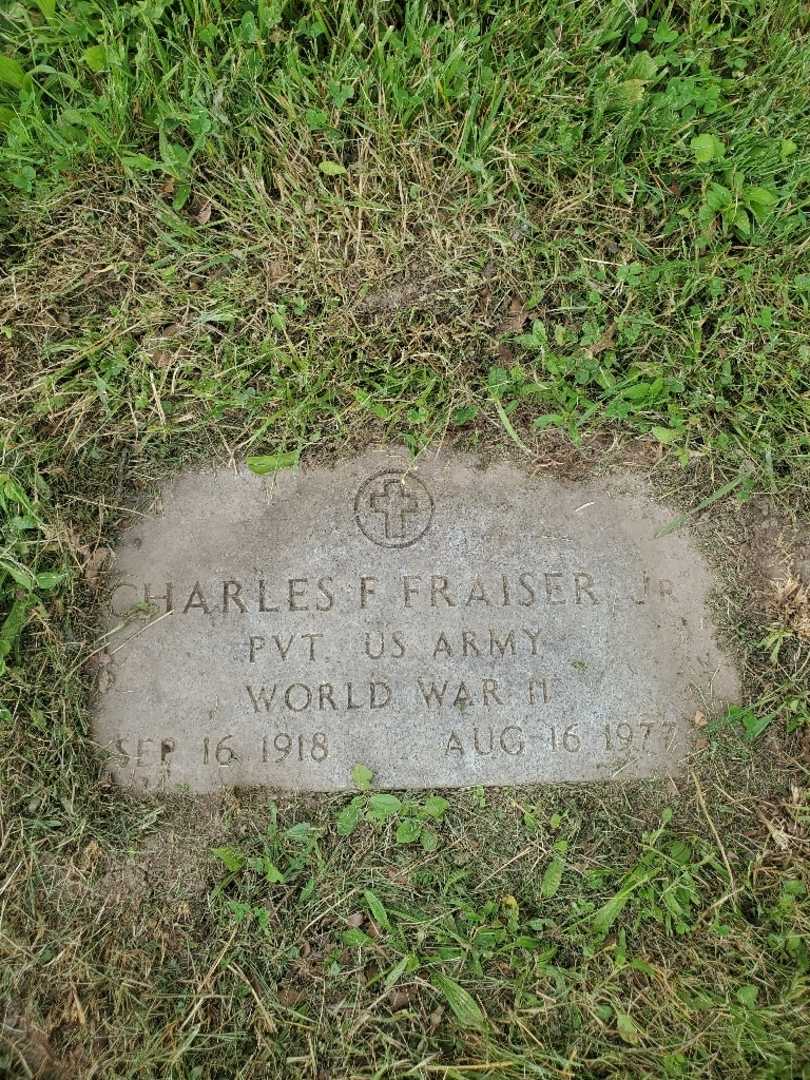 CHARLES F FRAISER JR
PVT US ARMY
WORLD WAR II
SEP 16 1918 AUG 16 1977